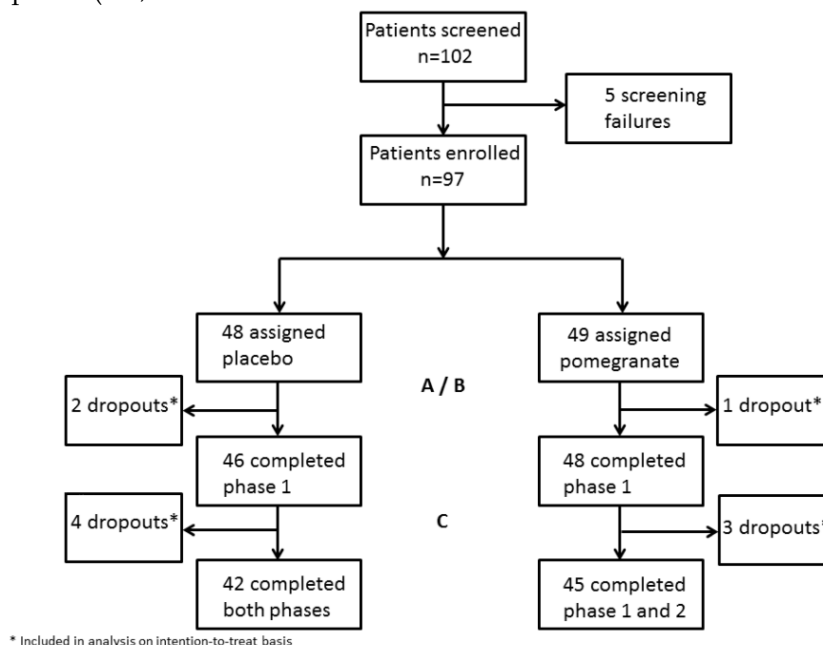 Patients screened
n=102
5 screening
failures
Patients enrolled
n=97
48 assigned
placebo
49 assigned
pomegranate
A / B
2 dropouts*
1 dropout*
46 completed
phase 1
48 completed
phase 1
4 dropouts*
C
3 dropouts*
42 completed
both phases
45 completed
phase 1 and 2
* Included in analysis on intention-to-treat basis